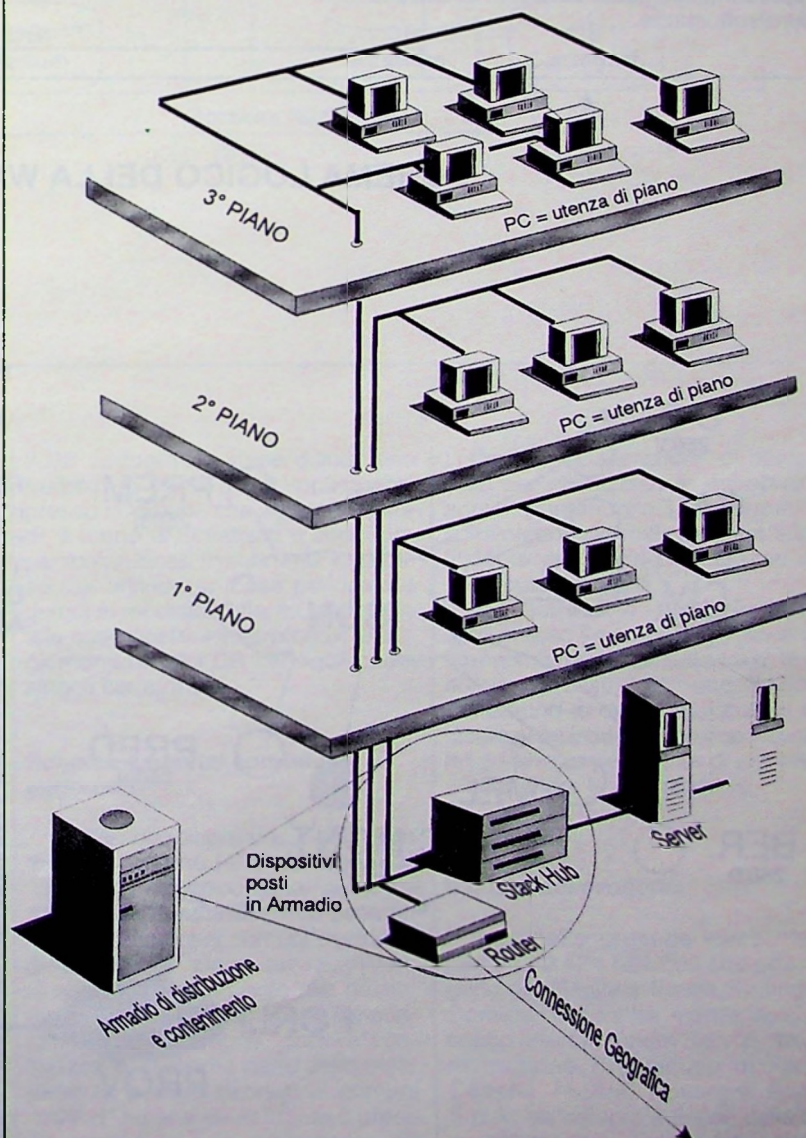 3° PIANO
PC = utenza di piano
2° PIANO
PC = utenza di piano
1° PIANO
PC = utenza di piano
Server
Stack Hub
Dispositivi
posti
in Armadio
Router
Armadio di distribuzione
e contenimento
Connessione Geografica